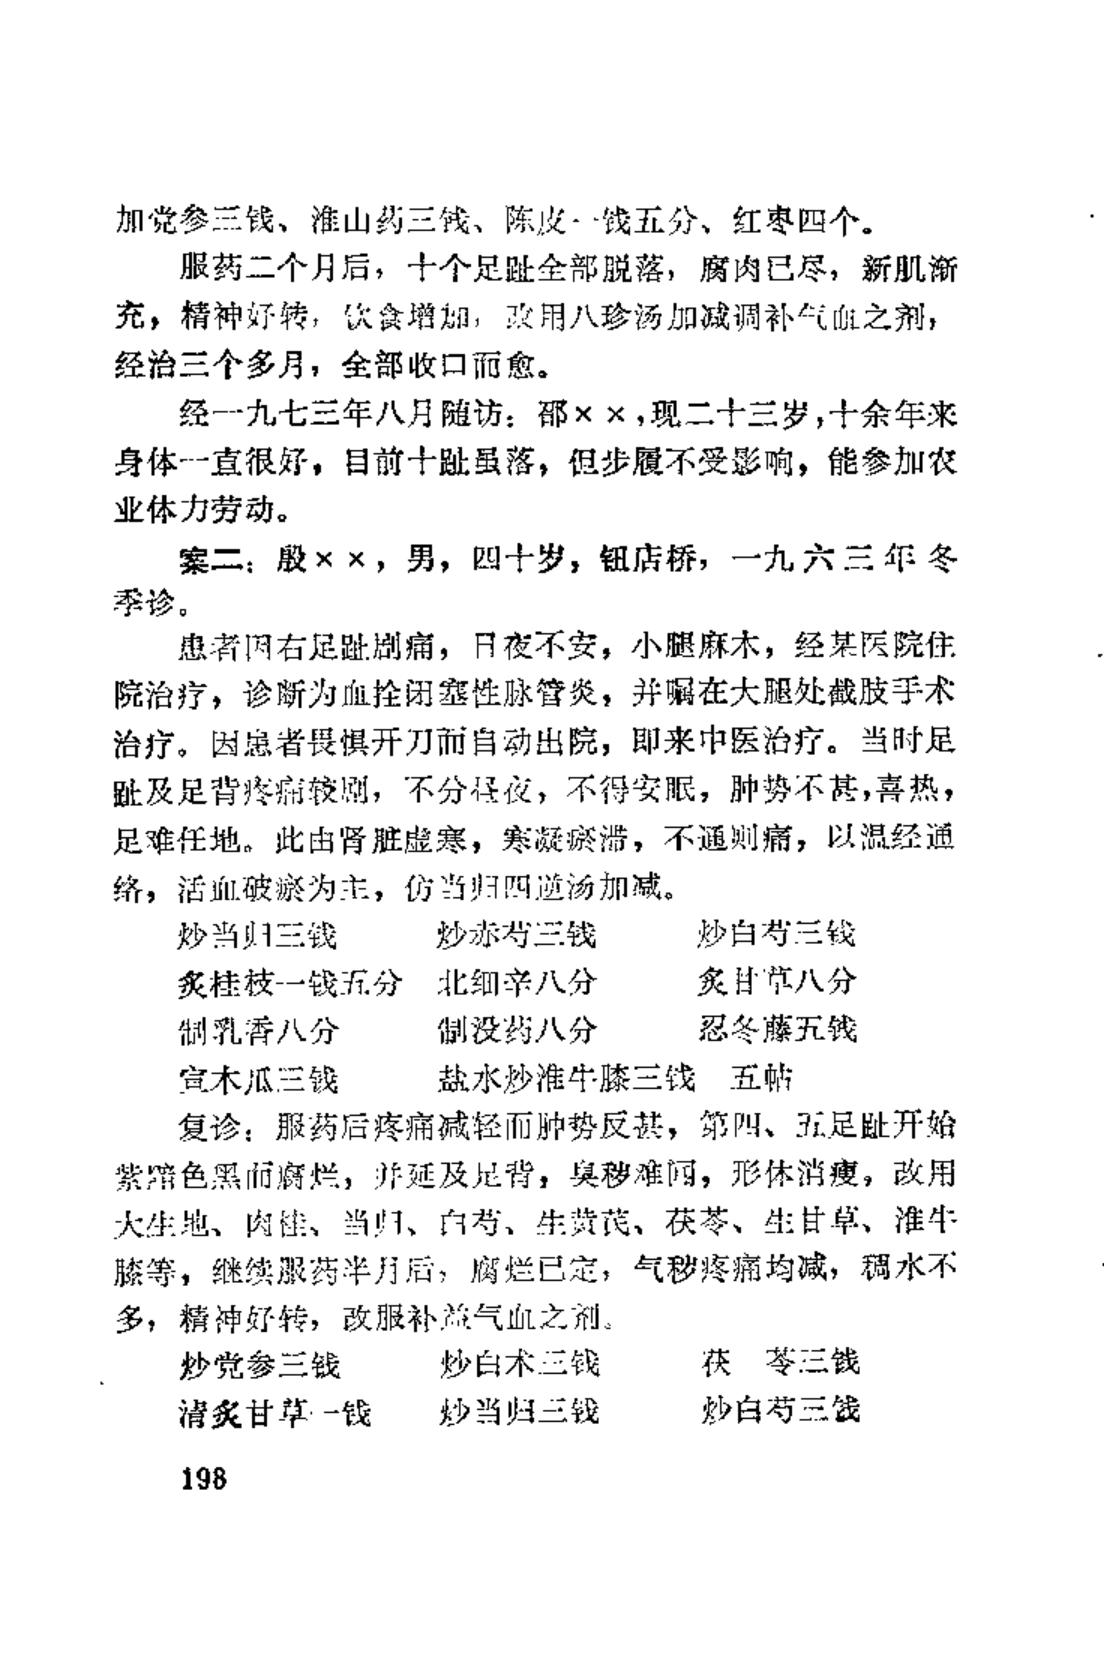 加党参三钱、淮山药三钱、陈皮一钱五分、红枣四个。
服药二个月后，十个足趾全部脱落，腐肉已尽，新肌渐
充，精神好转，饮食增加，改用八珍汤加减调补气血之剂，
经治三个多月，全部收口而愈。
经一九七三年八月随访：邵××，现二十三岁，十余年来
身体一直很好，目前十趾虽落，但步履不受影响，能参加农
业体力劳动。
案二：殷××，男，四十岁，钮店桥，一九六三年冬
季诊。
患者因右足趾剧痛，日夜不安，小腿麻木，经某医院住
院治疗，诊断为血拴闭塞性脉管炎，并嘱在大腿处截肢手术
治疗。因患者畏惧开刀而自动出院，即来中医治疗。当时足
趾及足背疼痛较剧，不分昼夜，不得安眠，肿势不甚，喜热，
足难任地。此由肾脏虚寒，寒凝瘀滞，不通则痛，以温经通
络，活血破瘀为主，仿当归四逆汤加减。
炒当归三钱 炒赤芍三钱 炒白芍三钱
炙桂枝一钱五分 北细辛八分 炙甘草八分
制乳香八分 制没药八分 忍冬藤五钱
宣木瓜三钱 盐水炒淮牛膝三钱 五帖
复诊：服药后疼痛减轻而肿势反甚，第四、五足趾开始
紫暗色黑而腐烂，并延及足背，臭秽难闻，形体消瘦，改用
大生地、肉桂、当归、白芍、生黄芪、茯苓、生甘草、淮牛
膝等，继续服药半月后，腐烂已定，气秽疼痛均减，稠水不
多，精神好转，改服补益气血之剂。
炒党参三钱 炒白术三钱 茯 苓三钱
清炙甘草一钱 炒当归三钱 炒白芍三钱
198